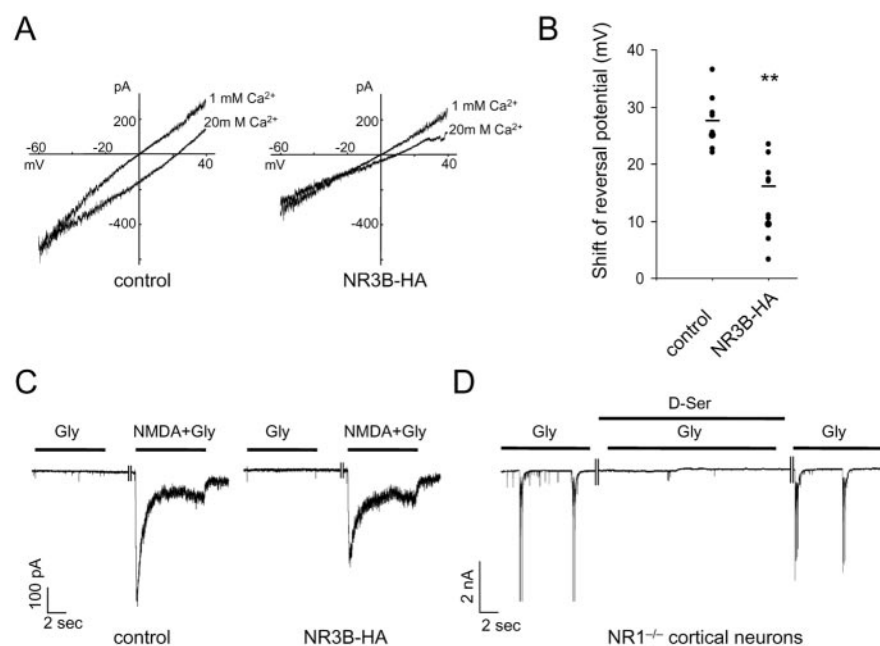 A
pA
200
1 mM Ca²⁺
20m M Ca²⁺
-60
-20
mV
40
-400
control
pA
200
1 mM Ca²⁺
20m M Ca²⁺
-60
-20
mV
40
-400
NR3B-HA
B
Shift of reversal potential (mV)
40
30
20
10
0
**
control
NR3B-HA
C
Gly
NMDA+Gly
Gly
NMDA+Gly
100 pA
2 sec
control
NR3B-HA
D
D-Ser
Gly
Gly
Gly
2 nA
2 sec
NR1⁻/⁻ cortical neurons